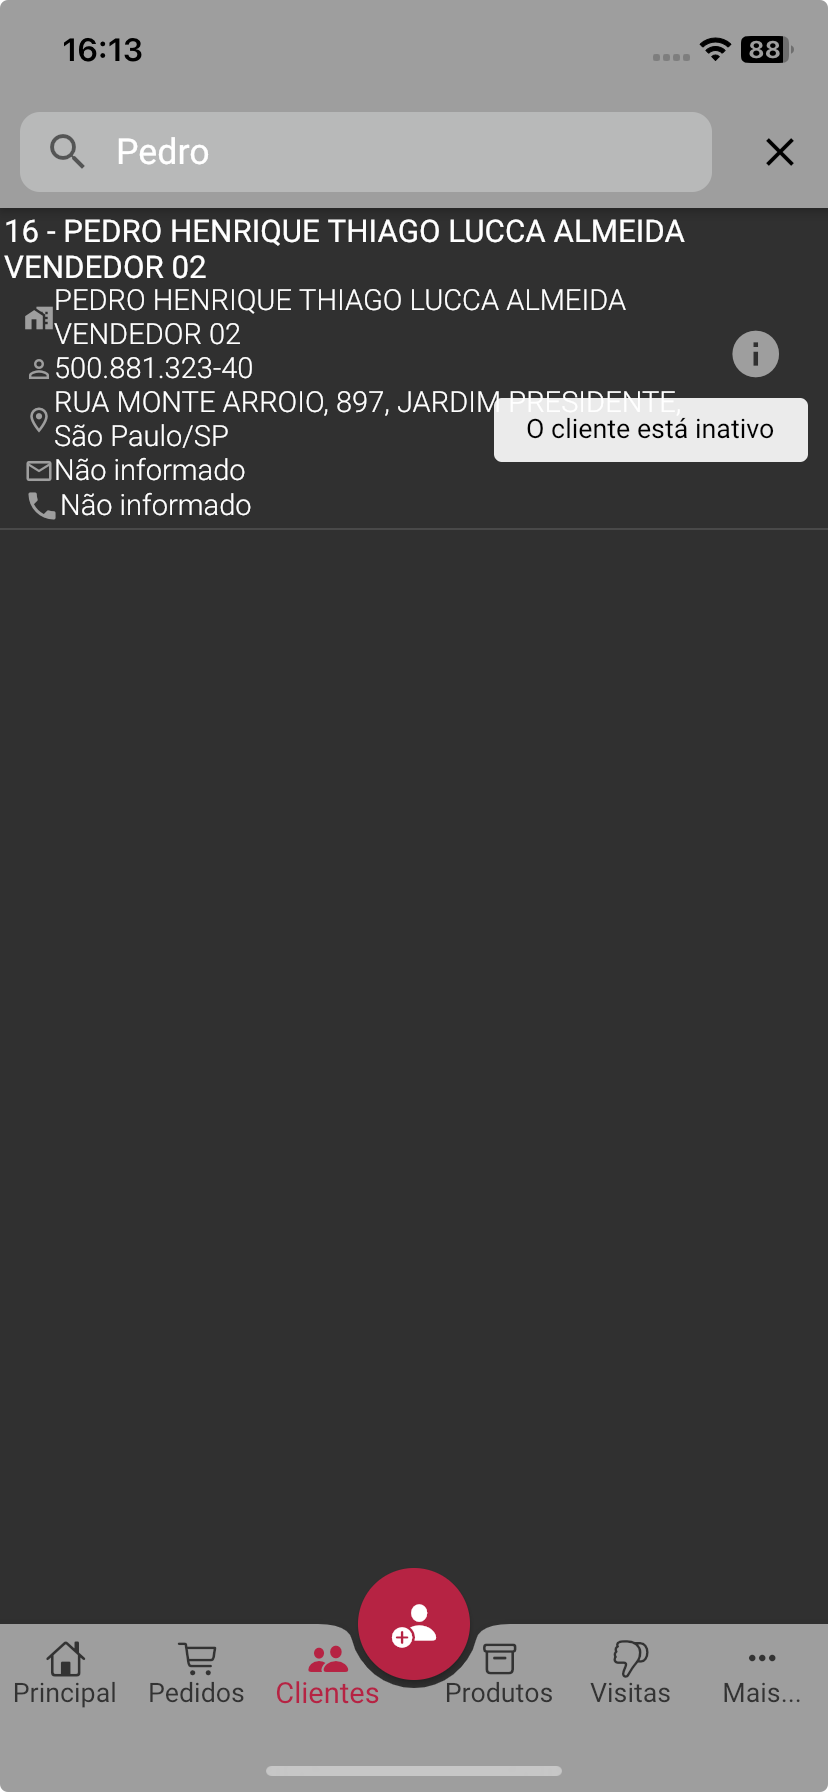 16:13
88
Pedro
16 - PEDRO HENRIQUE THIAGO LUCCA ALMEIDA
VENDEDOR 02
PEDRO HENRIQUE THIAGO LUCCA ALMEIDA
VENDEDOR 02
500.881.323-40
RUA MONTE ARROIO, 897, JARDIM PRESIDENTE,
São Paulo/SP
O cliente está inativo
Não informado
Não informado
Principal
Pedidos
Clientes
Produtos
Visitas
Mais...